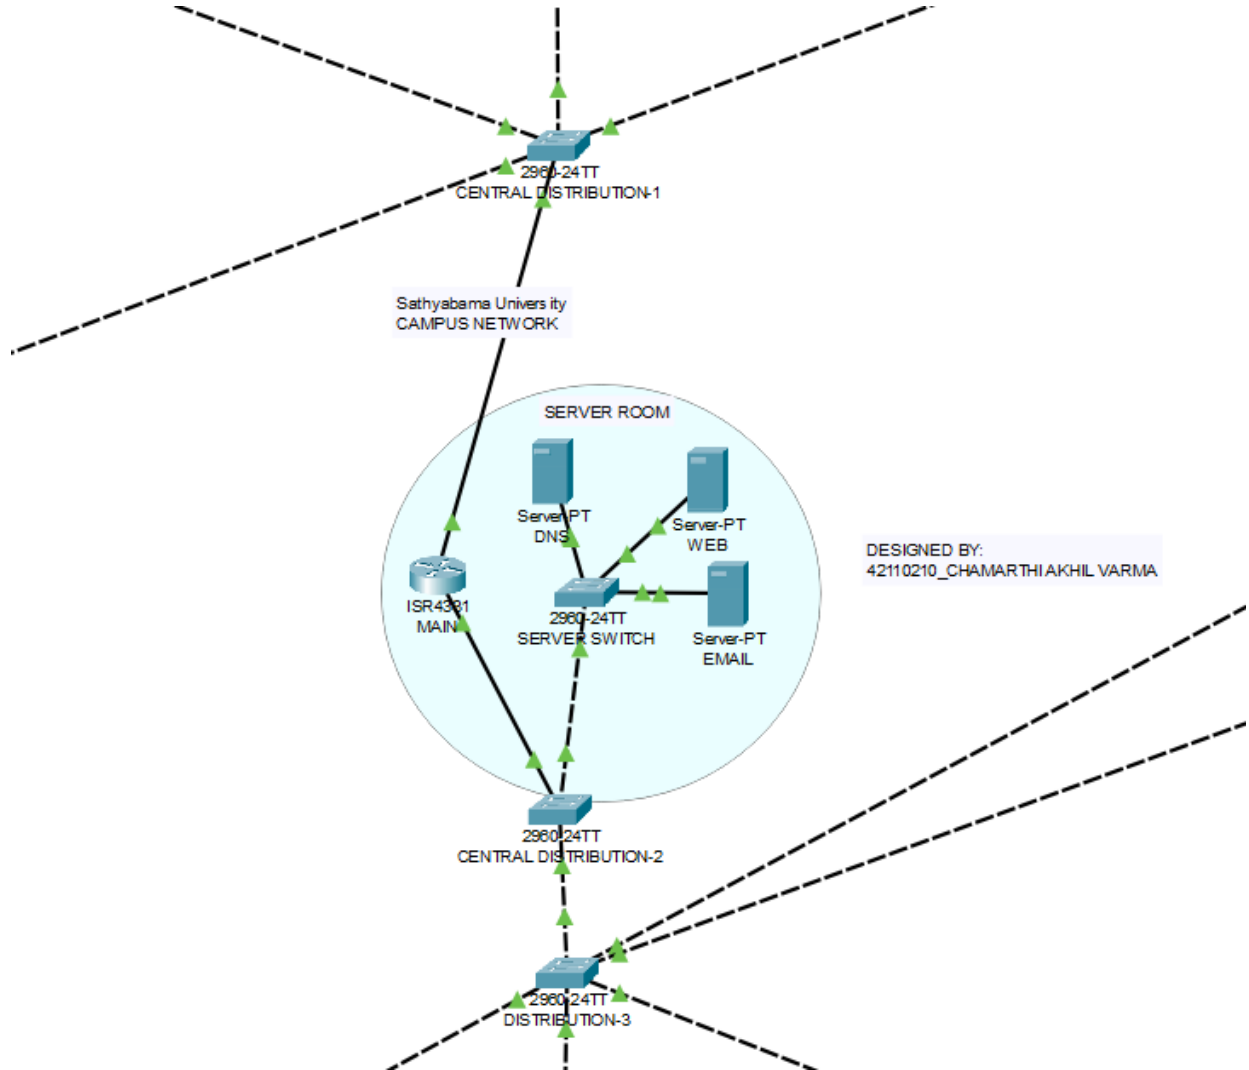 2960-24TT
CENTRAL DISTRIBUTION-1
Sathyabama University
CAMPUS NETWORK
SERVER ROOM
Server-PT
DNS
Server-PT
WEB
DESIGNED BY:
42110210_CHAMARTHI AKHIL VARMA
ISR4331
MAIN
2960-24TT
SERVER SWITCH
Server-PT
EMAIL
2960-24TT
CENTRAL DISTRIBUTION-2
2960-24TT
DISTRIBUTION-3